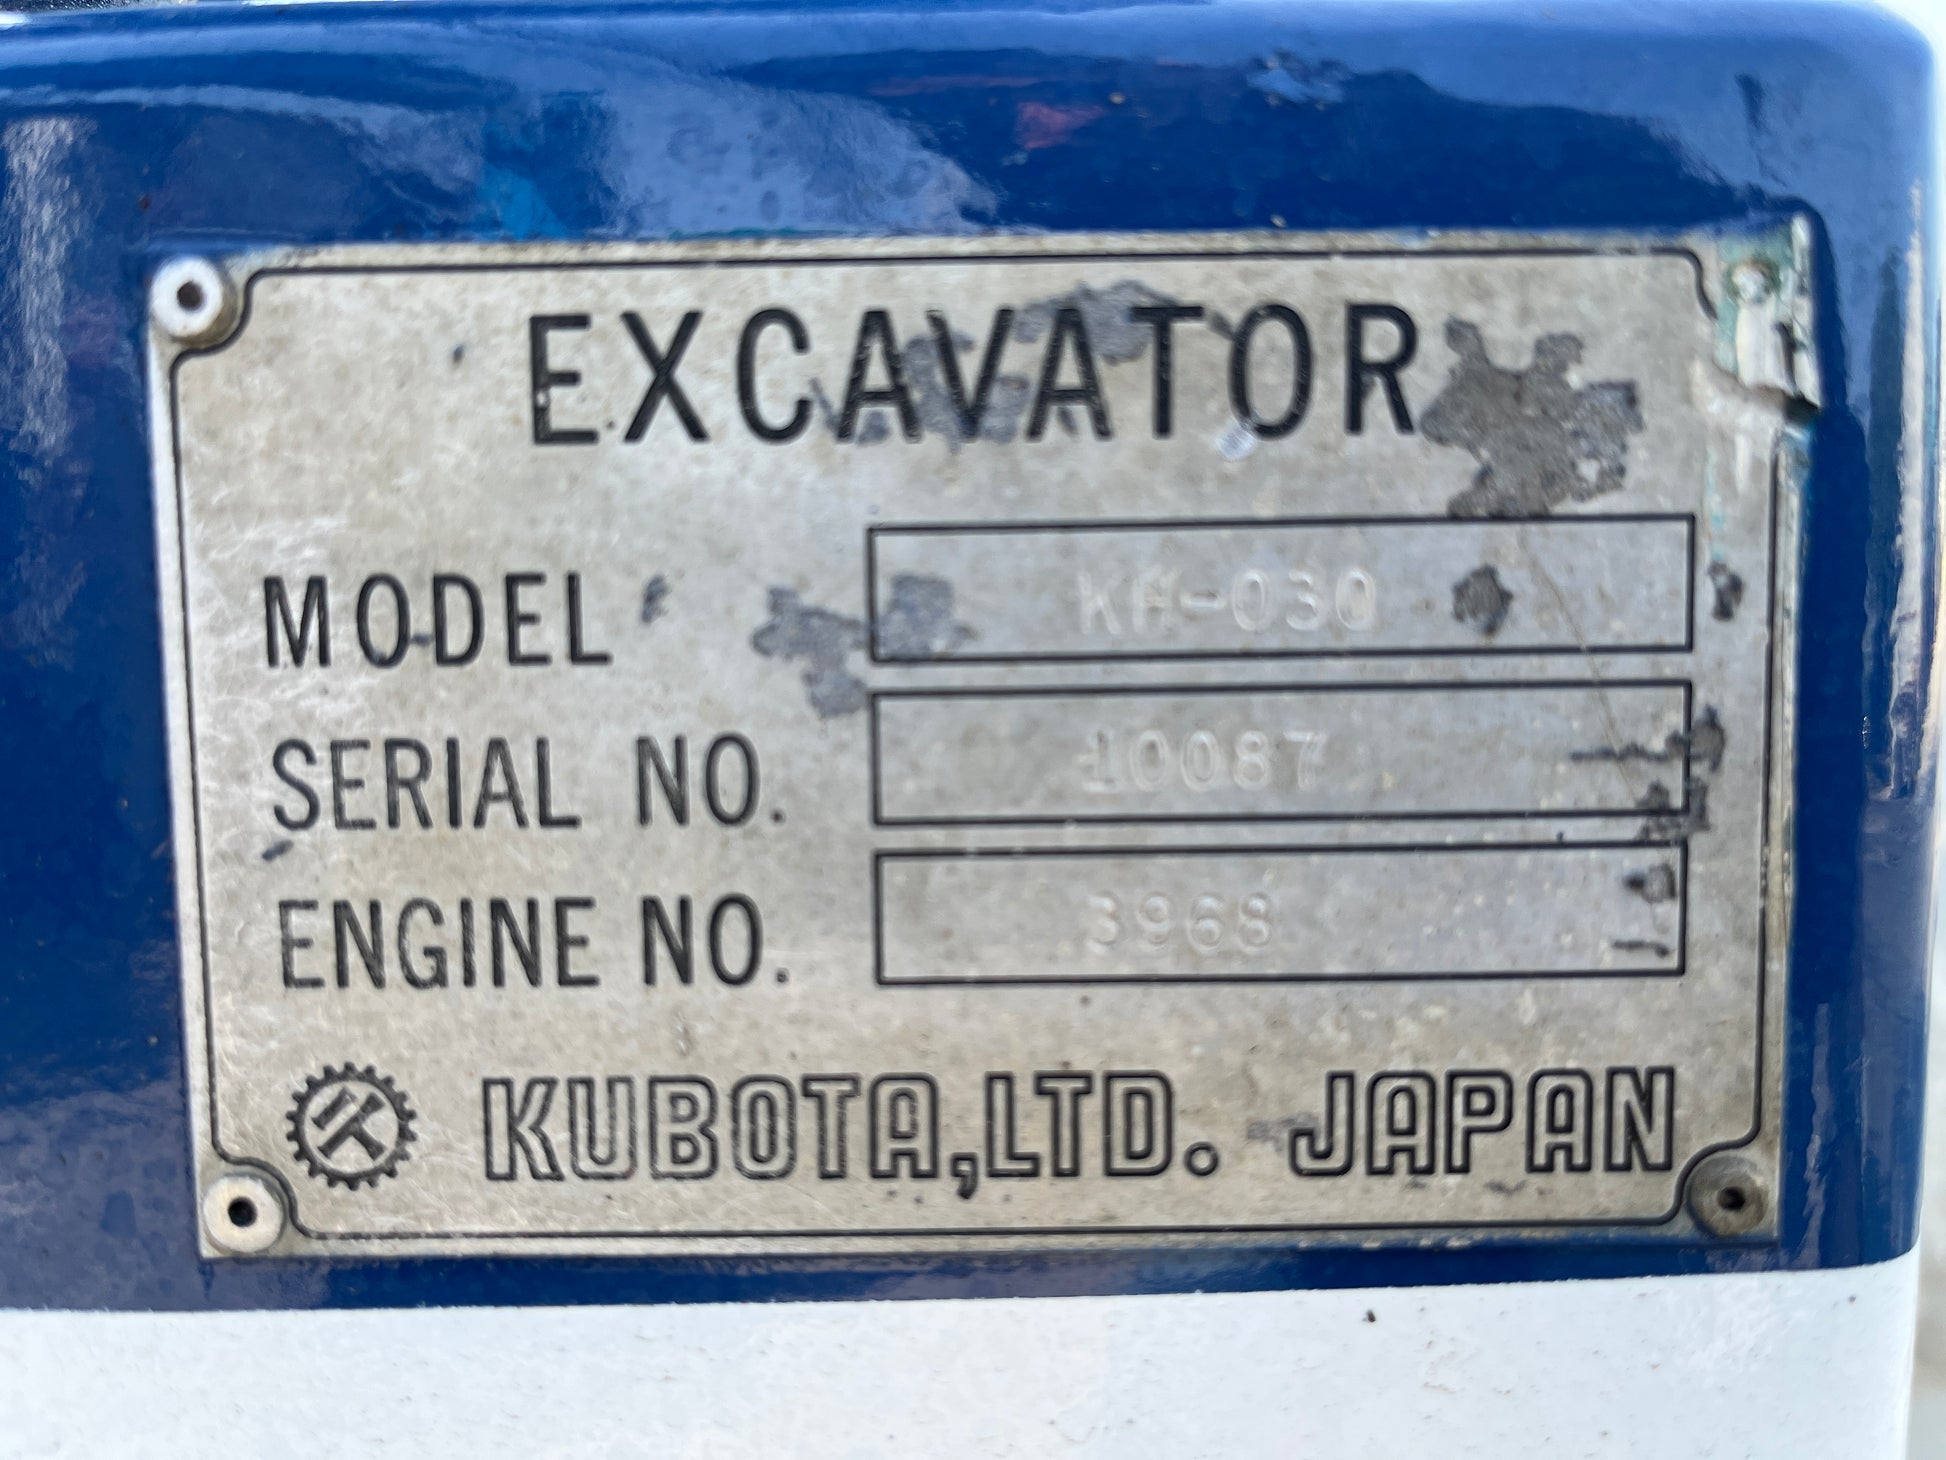 EXCAVATOR
MODEL KH-030
SERIAL NO. 10087
ENGINE NO. 3968
KUBOTA,LTD. JAPAN